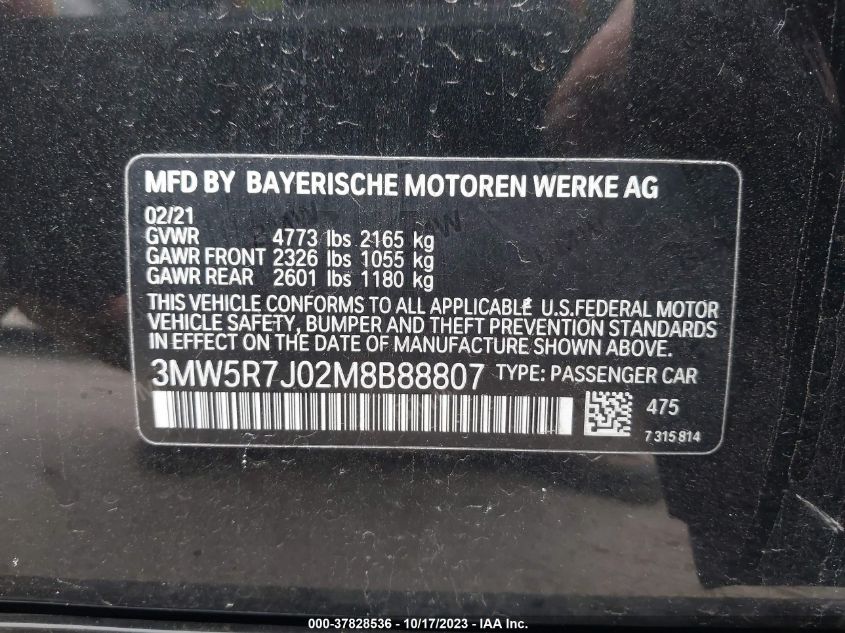 MFD BY BAYERISCHE MOTOREN WERKE AG
02/21
GVWR 4773 lbs 2165 kg
GAWR FRONT 2326 lbs 1055 kg
GAWR REAR 2601 lbs 1180 kg
THIS VEHICLE CONFORMS TO ALL APPLICABLE U.S.FEDERAL MOTOR
VEHICLE SAFETY, BUMPER AND THEFT PREVENTION STANDARDS
IN EFFECT ON THE DATE OF MANUFACTURE SHOWN ABOVE.
3MW5R7J02M8B88807 TYPE: PASSENGER CAR
475
7 315 814
000-37828536 - 10/17/2023 - IAA Inc.